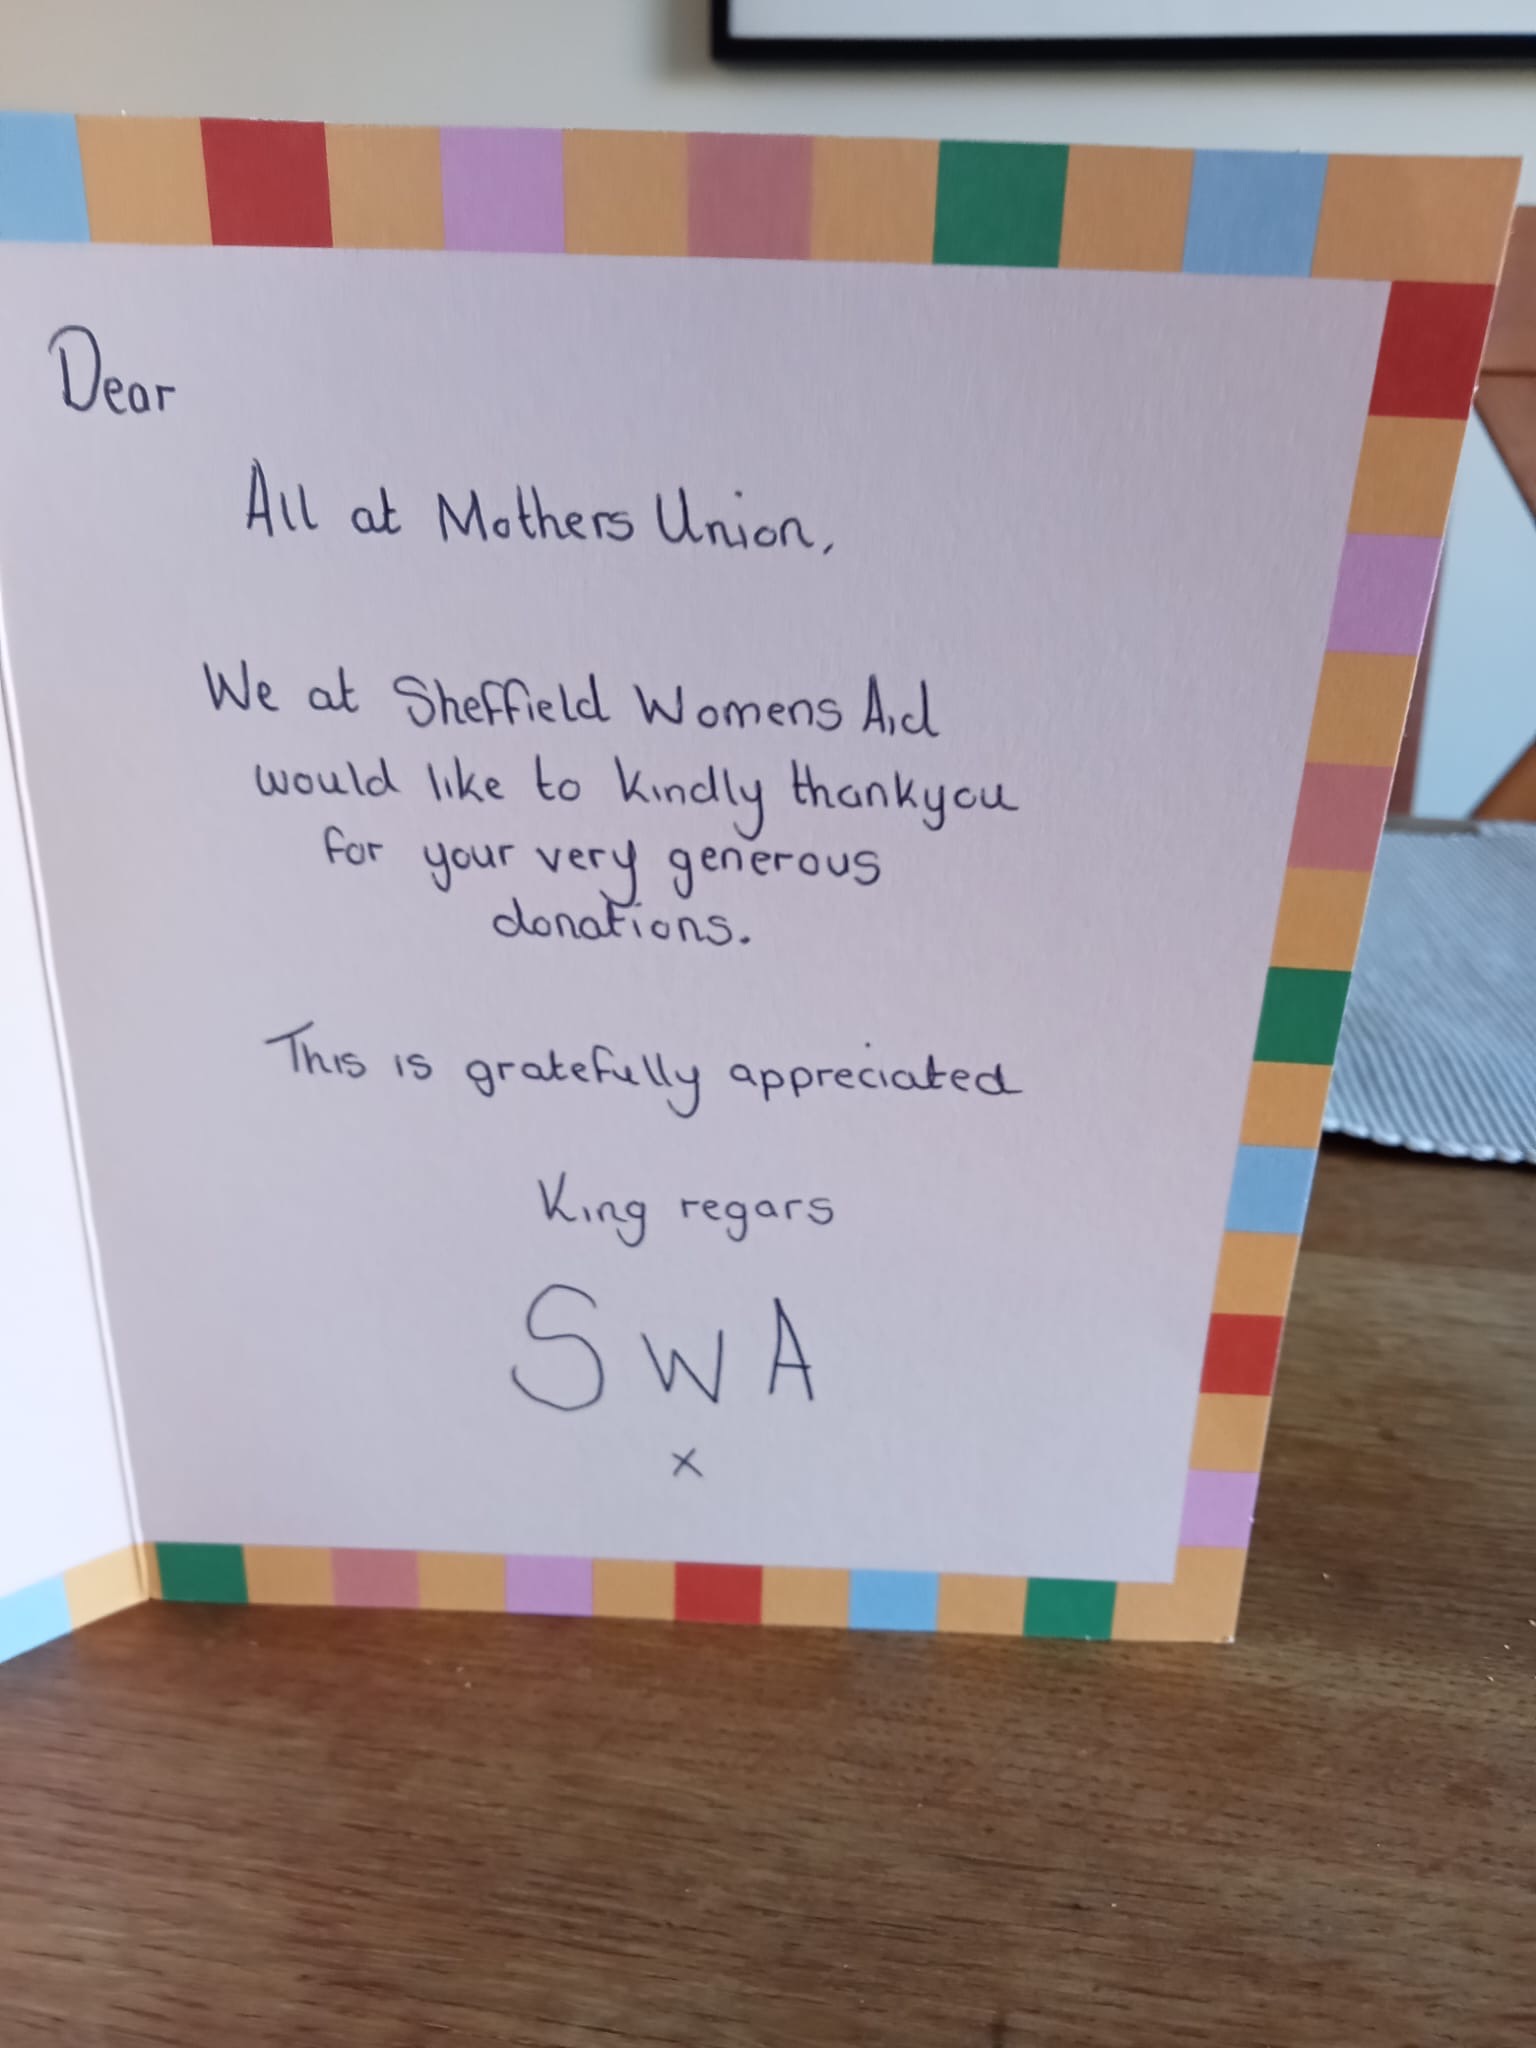 Dear
All at Mothers Union,
We at Sheffield Womens Aid
would like to kindly thankyou
for your very generous
donations.
This is gratefully appreciated
King regars
SWA
x